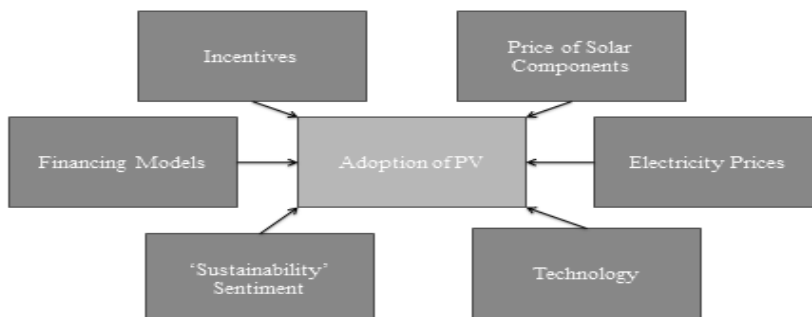 Incentives
Price of Solar
Components
Financing Models
Adoption of PV
Electricity Prices
‘Sustainability’
Sentiment
Technology